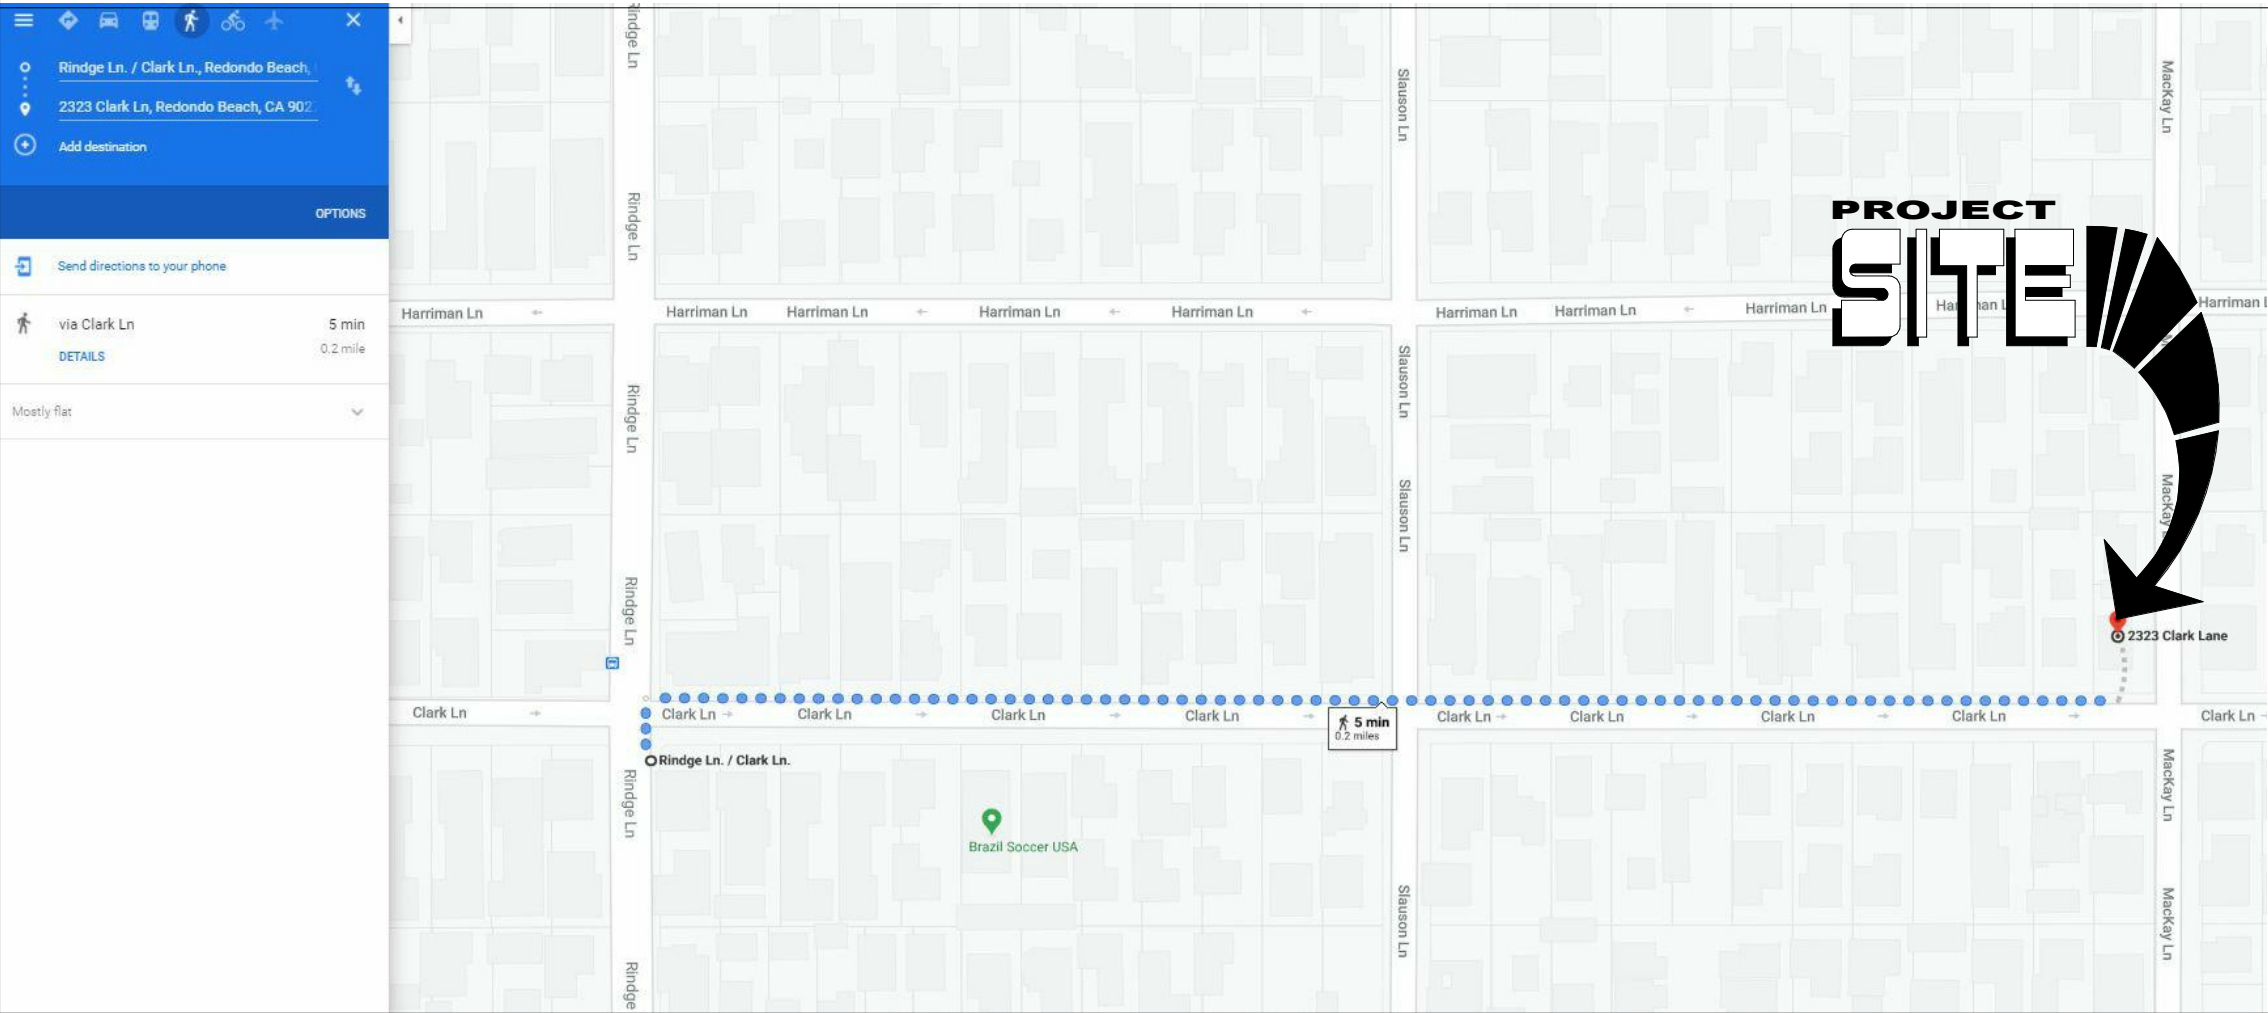 Rindge Ln. / Clark Ln., Redondo Beach,
2323 Clark Ln, Redondo Beach, CA 902
Add destination
OPTIONS
Send directions to your phone
via Clark Ln
5 min
DETAILS
0.2 mile
Mostly flat
Rindge Ln
Slauson Ln
MacKay Ln
Rindge Ln
PROJECT
SITE
Harriman Ln
Harriman Ln
Harriman Ln
Harriman Ln
Harriman Ln
Harriman Ln
Harriman Ln
Harriman Ln
Harriman
Rindge Ln
Slauson Ln
Slauson Ln
MacKay
Rindge Ln
2323 Clark Lane
Clark Ln
Clark Ln
Clark Ln
Clark Ln
Clark Ln
5 min
0.2 miles
Clark Ln
Clark Ln
Clark Ln
Clark Ln
Clark Ln
Rindge Ln. / Clark Ln.
Rindge Ln
MacKay Ln
Brazil Soccer USA
Slauson Ln
MacKay Ln
Rindge